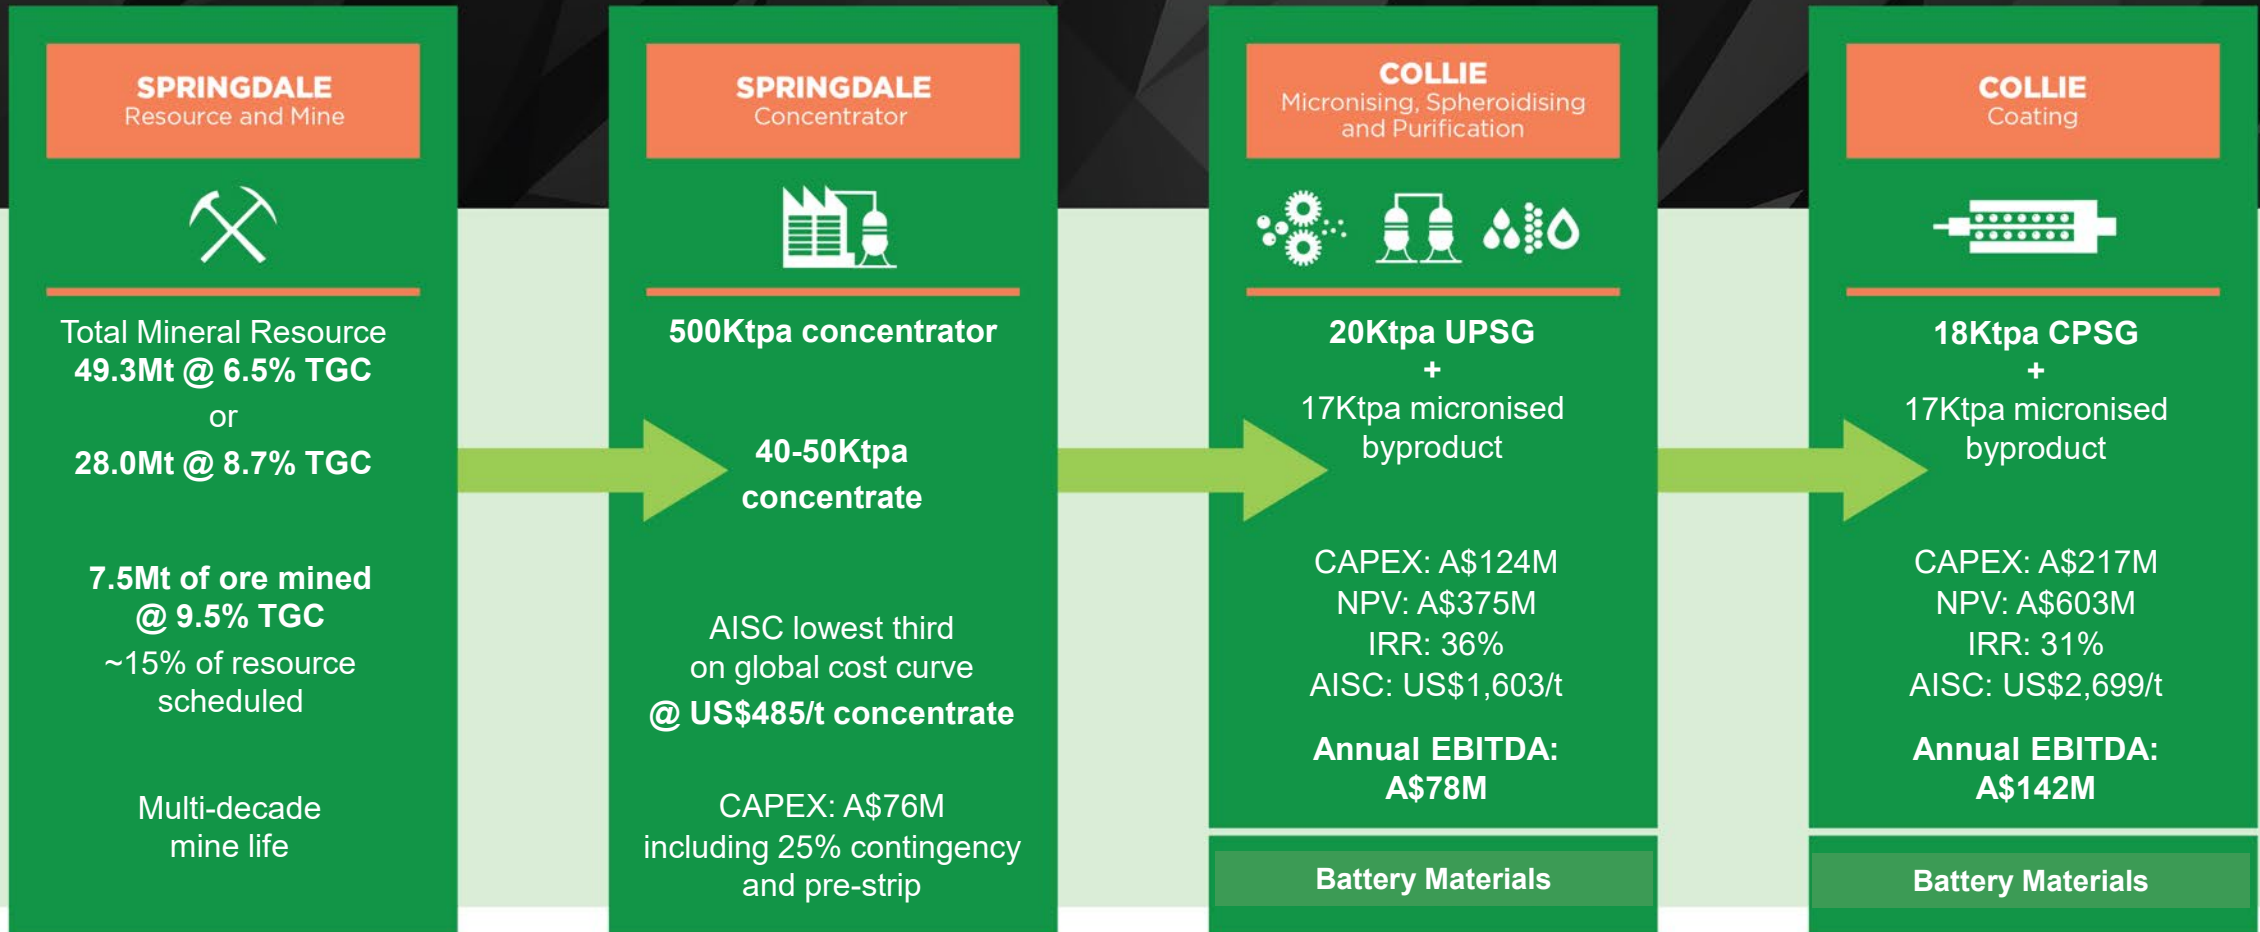 SPRINGDALE
Resource and Mine
Total Mineral Resource
49.3Mt @ 6.5% TGC
or
28.0Mt @ 8.7% TGC
7.5Mt of ore mined
@ 9.5% TGC
~15% of resource
scheduled
Multi-decade
mine life
SPRINGDALE
Concentrator
500Ktpa concentrator
40-50Ktpa
concentrate
AISC lowest third
on global cost curve
@ US$485/t concentrate
CAPEX: A$76M
including 25% contingency
and pre-strip
COLLIE
Micronising, Spheroidising
and Purification
20Ktpa UPSG
+
17Ktpa micronised
byproduct
CAPEX: A$124M
NPV: A$375M
IRR: 36%
AISC: US$1,603/t
Annual EBITDA:
A$78M
Battery Materials
COLLIE
Coating
18Ktpa CPSG
+
17Ktpa micronised
byproduct
CAPEX: A$217M
NPV: A$603M
IRR: 31%
AISC: US$2,699/t
Annual EBITDA:
A$142M
Battery Materials